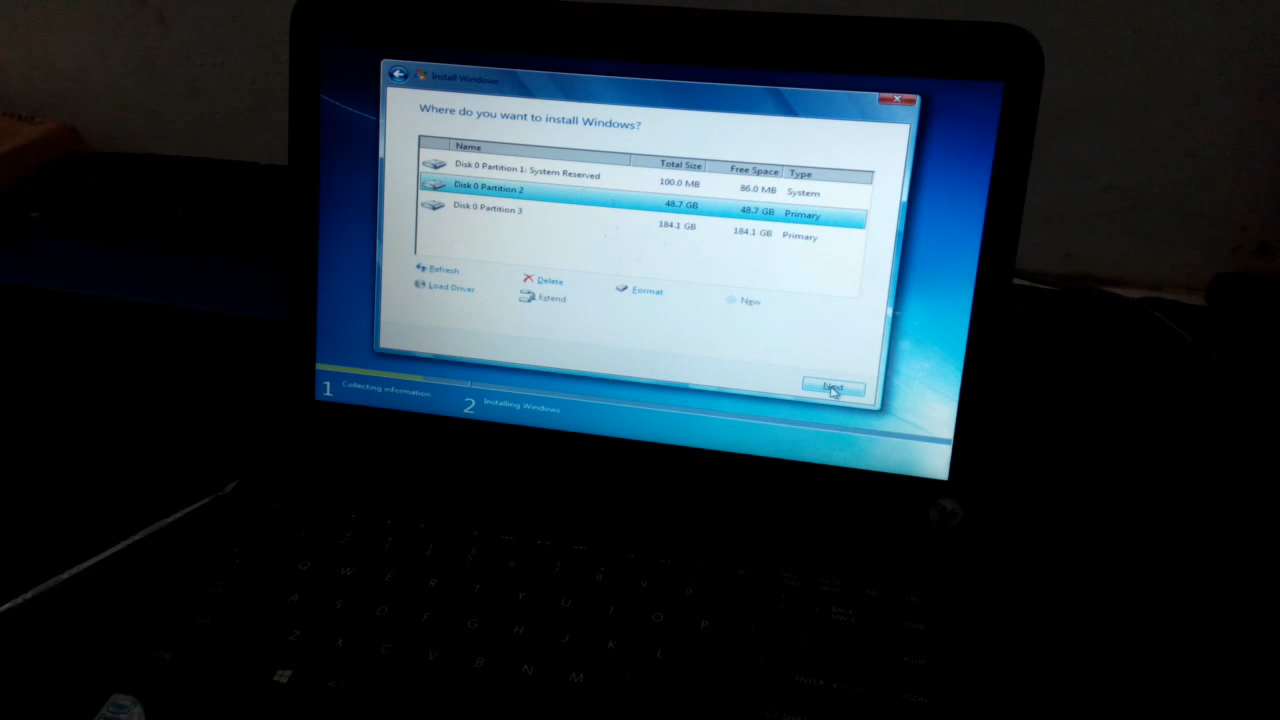 Install Windows
Where do you want to install Windows?
Name Total Size Free Space Type
Disk 0 Partition 1: System Reserved 100.0 MB 86.0 MB System
Disk 0 Partition 2 48.7 GB 48.7 GB Primary
Disk 0 Partition 3 184.1 GB 184.1 GB Primary
Refresh Delete Format New
Load Driver Extend
Next
1 Collecting information 2 Installing Windows
Q W E R T Y U I O P
A S D F G H J K L
Z X C V B N M
BACK
SPACE
ENTER